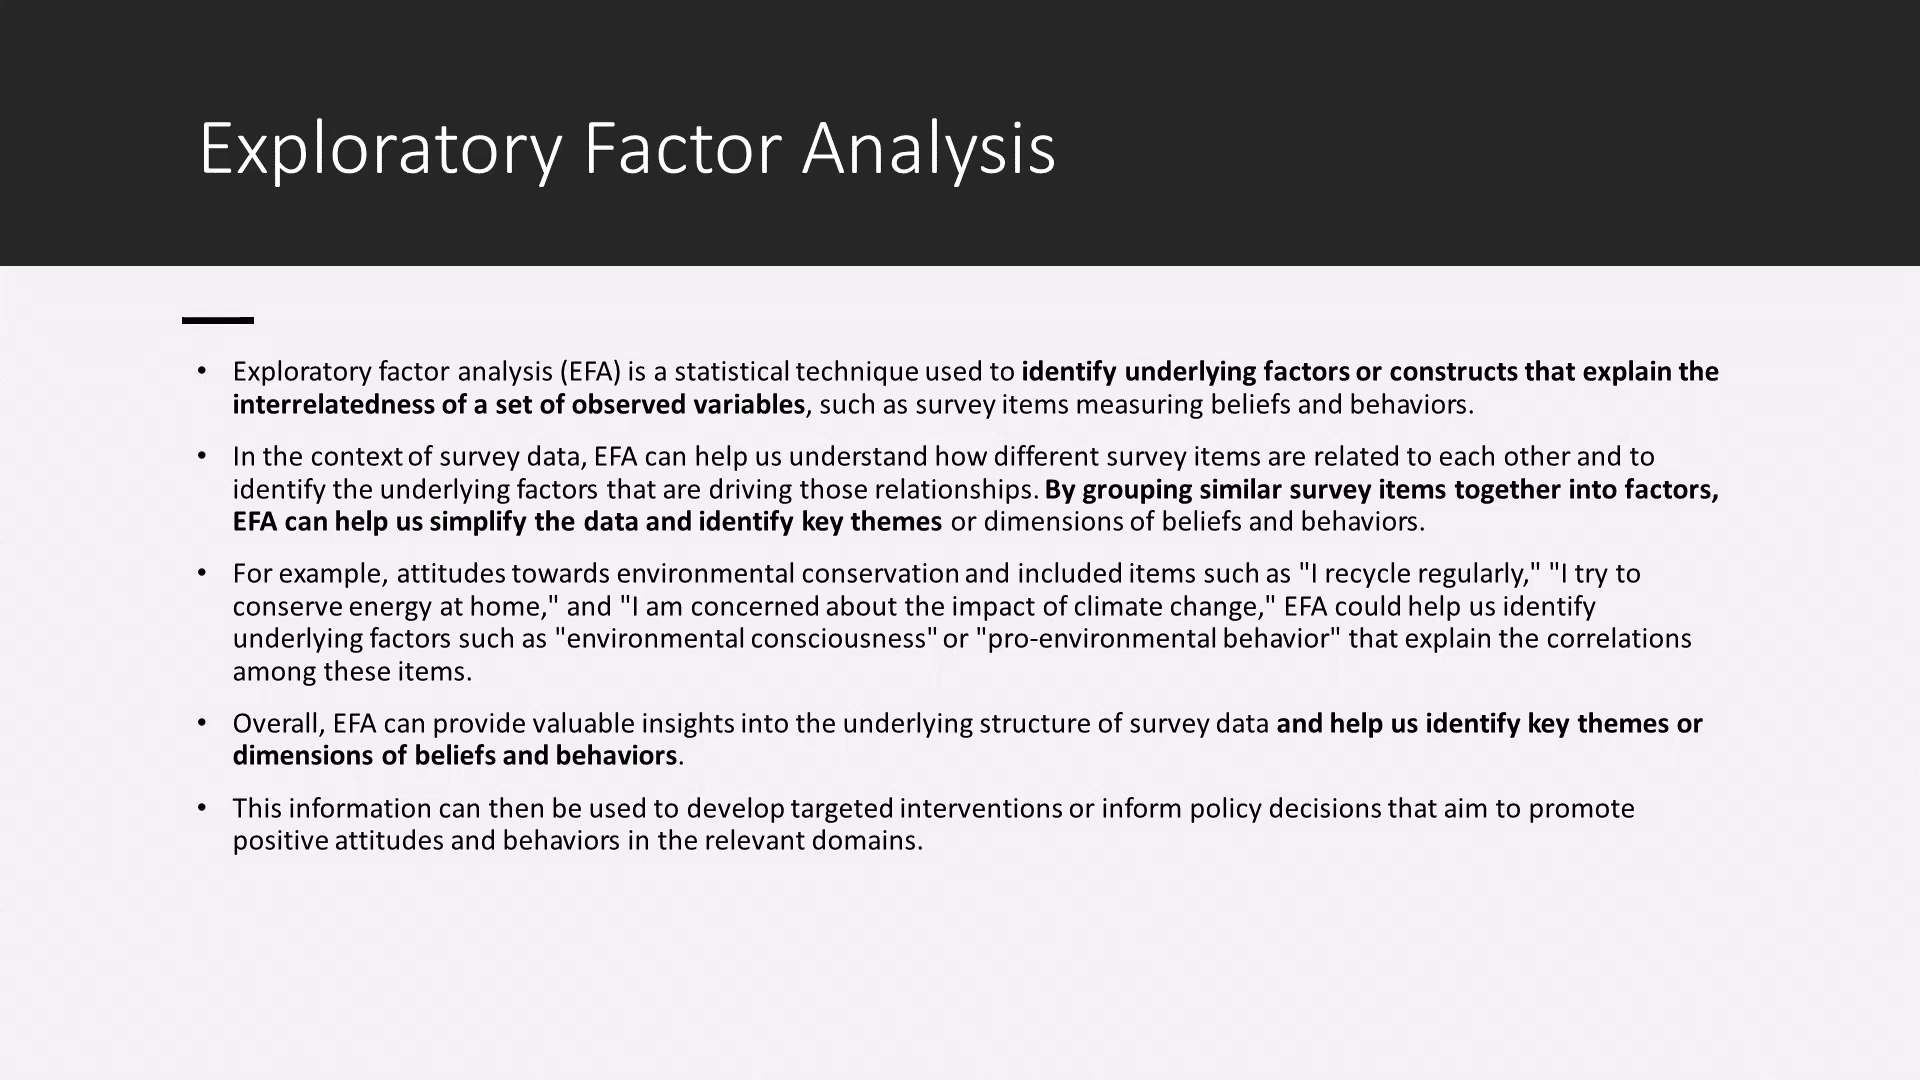 Exploratory Factor Analysis
• Exploratory factor analysis (EFA) is a statistical technique used to identify underlying factors or constructs that explain the
interrelatedness of a set of observed variables, such as survey items measuring beliefs and behaviors.
• In the context of survey data, EFA can help us understand how different survey items are related to each other and to
identify the underlying factors that are driving those relationships. By grouping similar survey items together into factors,
EFA can help us simplify the data and identify key themes or dimensions of beliefs and behaviors.
• For example, attitudes towards environmental conservation and included items such as "I recycle regularly," "I try to
conserve energy at home," and "I am concerned about the impact of climate change," EFA could help us identify
underlying factors such as "environmental consciousness" or "pro-environmental behavior" that explain the correlations
among these items.
• Overall, EFA can provide valuable insights into the underlying structure of survey data and help us identify key themes or
dimensions of beliefs and behaviors.
• This information can then be used to develop targeted interventions or inform policy decisions that aim to promote
positive attitudes and behaviors in the relevant domains.